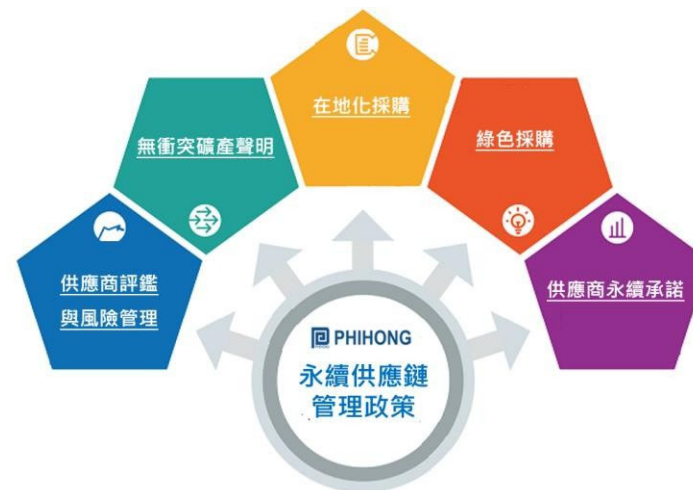 在地化採購
無衝突礦產聲明
綠色採購
供應商評鑑
與風險管理
供應商永續承諾
PHIHONG
永續供應鏈
管理政策